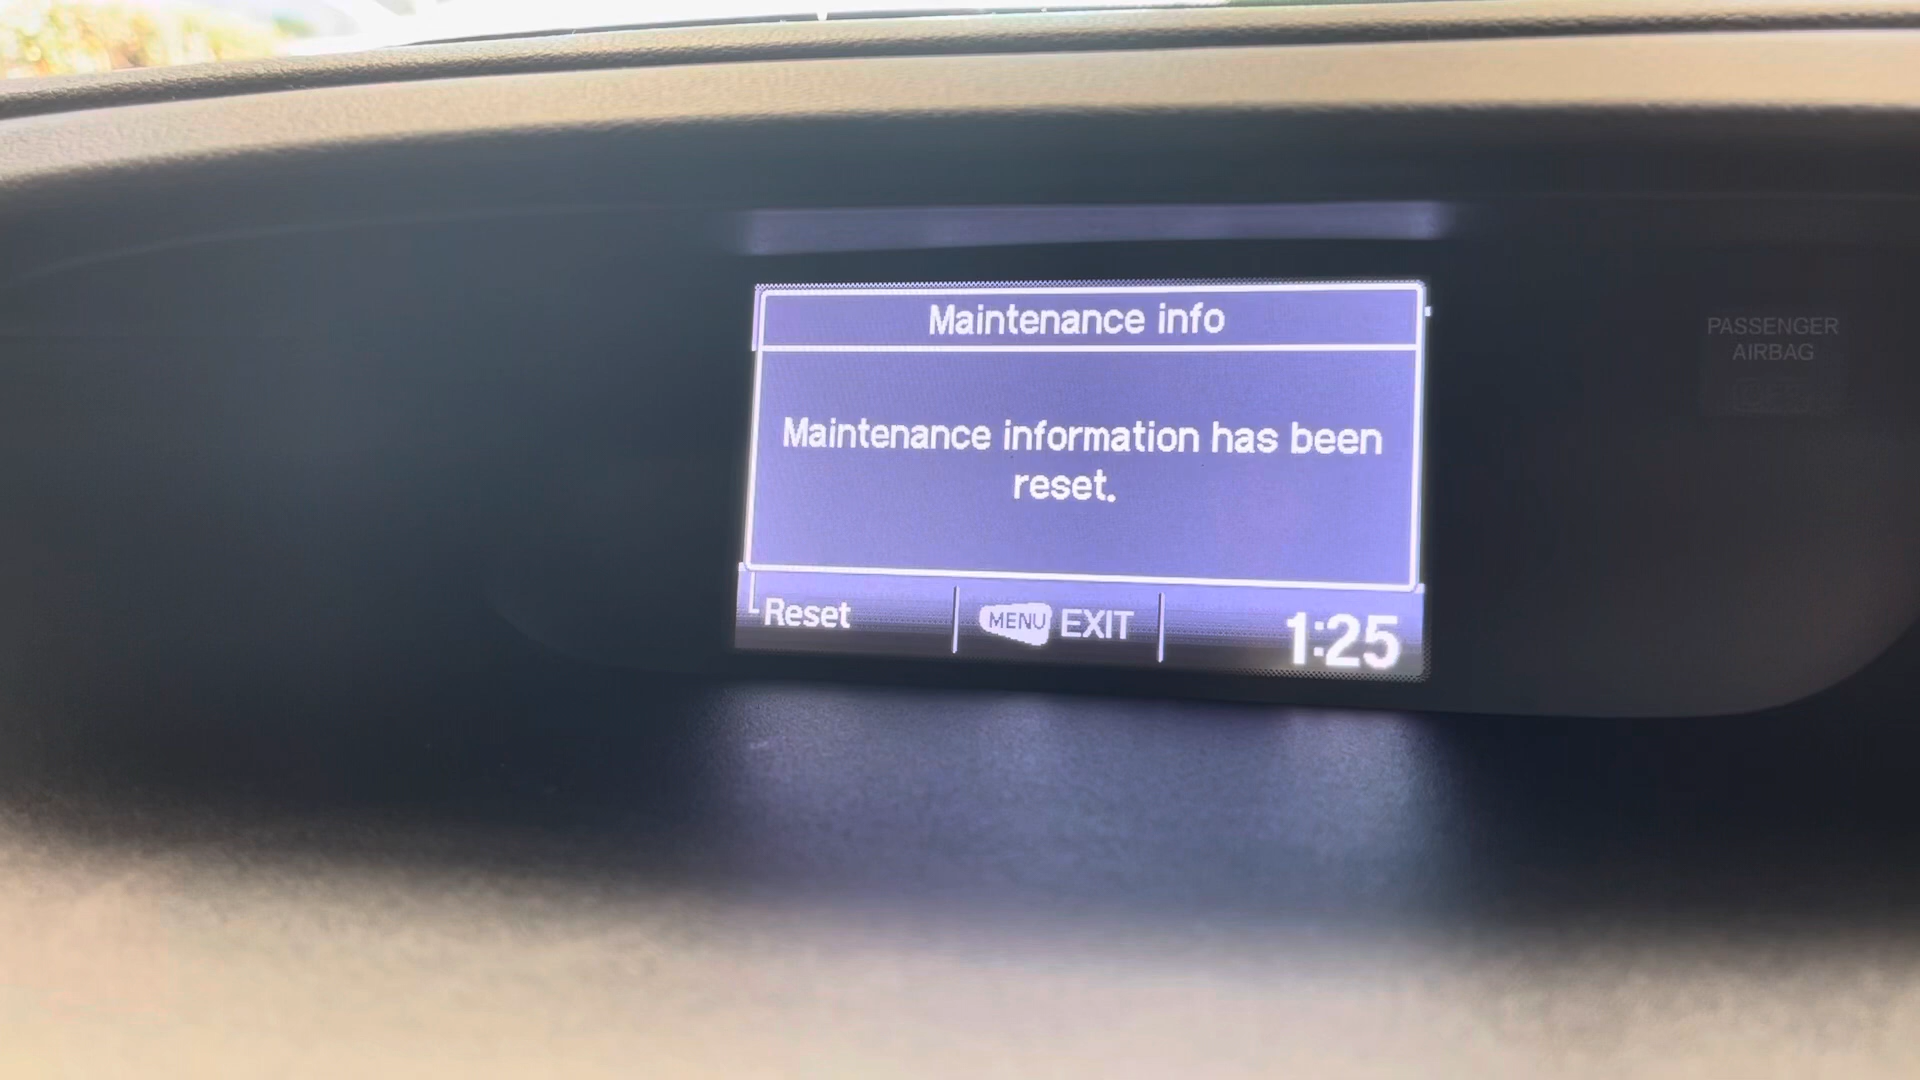 Maintenance info
Maintenance information has been
reset.
Reset
MENU EXIT
1:25
PASSENGER
AIRBAG